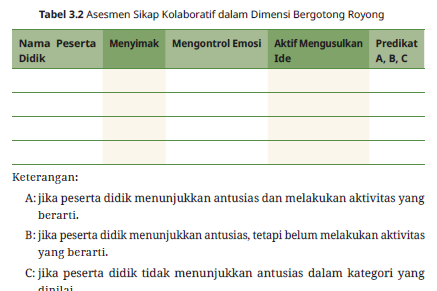 Tabel 3.2 Asesmen Sikap Kolaboratif dalam Dimensi Bergotong Royong
Nama Peserta Didik
Menyimak
Mengontrol Emosi
Aktif Mengusulkan Ide
Predikat A, B, C
Keterangan:
A: jika peserta didik menunjukkan antusias dan melakukan aktivitas yang
berarti.
B: jika peserta didik menunjukkan antusias, tetapi belum melakukan aktivitas
yang berarti.
C: jika peserta didik tidak menunjukkan antusias dalam kategori yang
dinilai